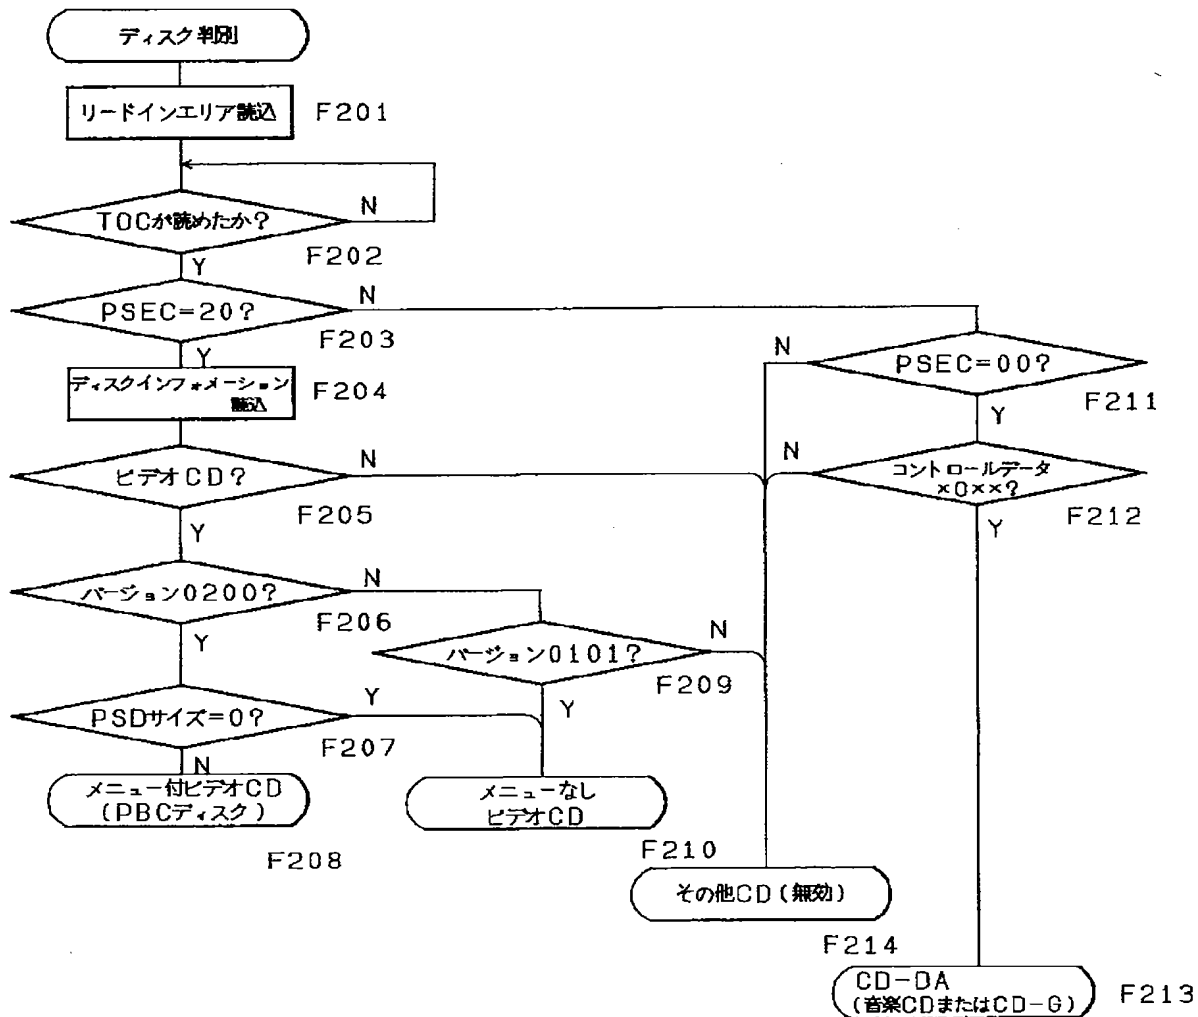 ディスク判別
リードインエリア読込 F201
TOCが読めたか?
N
F202
Y
PSEC=20?
N
F203
Y
ディスクインフォメーション
読込
F204
ビデオCD?
N
F205
Y
バージョン0200?
N
F206
Y
PSDサイズ=0?
Y
F207
N
メニュー付ビデオCD
(PBCディスク)
F208
バージョン0101?
N
F209
Y
メニューなし
ビデオCD
F210
PSEC=00?
N
F211
Y
コントロールデータ
×0××?
N
F212
Y
その他CD(無効)
F214
CD-DA
(音楽CDまたはCD-G)
F213